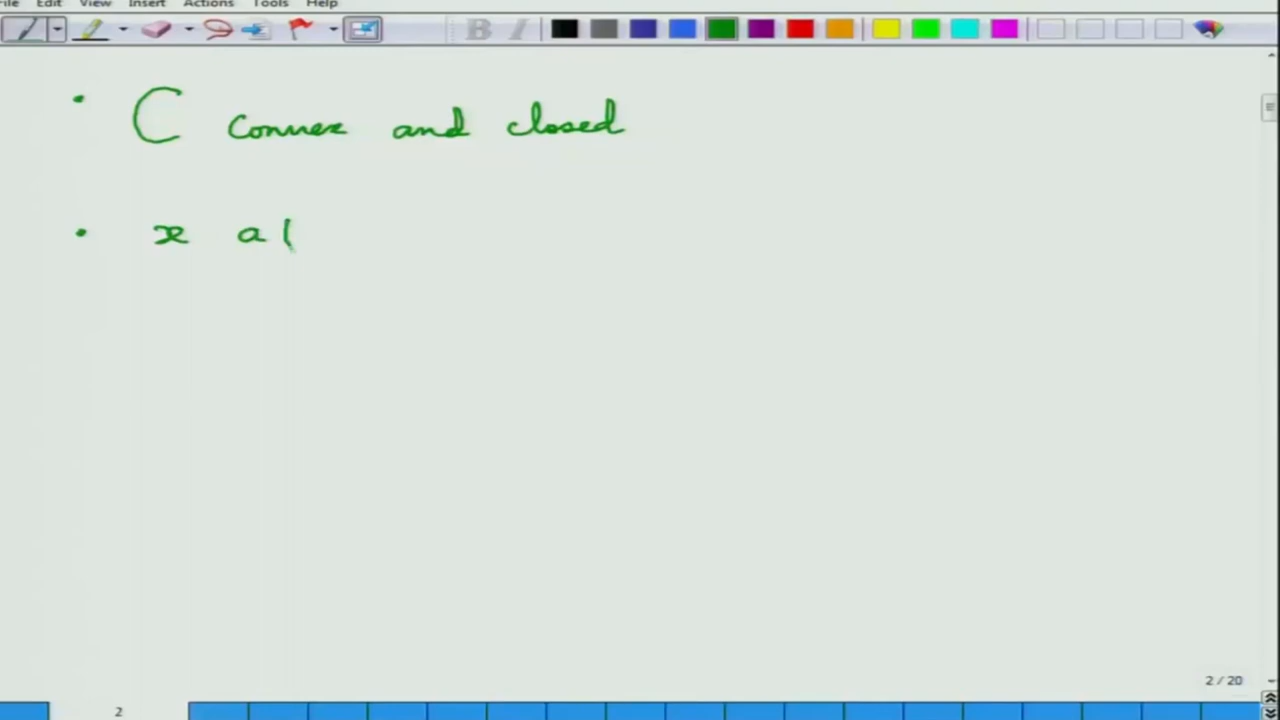 File Edit View Insert Actions Tools Help
B I
• C convex and closed
• x a
2 / 20
2